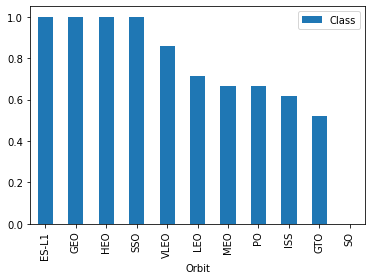 Class
1.0
0.8
0.6
0.4
0.2
0.0
ES-L1
GEO
HEO
SSO
VLEO
LEO
MEO
PO
ISS
GTO
SO
Orbit